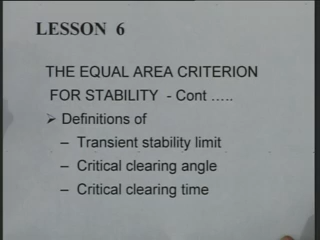 LESSON 6
THE EQUAL AREA CRITERION
FOR STABILITY - Cont …..
➢ Definitions of
– Transient stability limit
– Critical clearing angle
– Critical clearing time